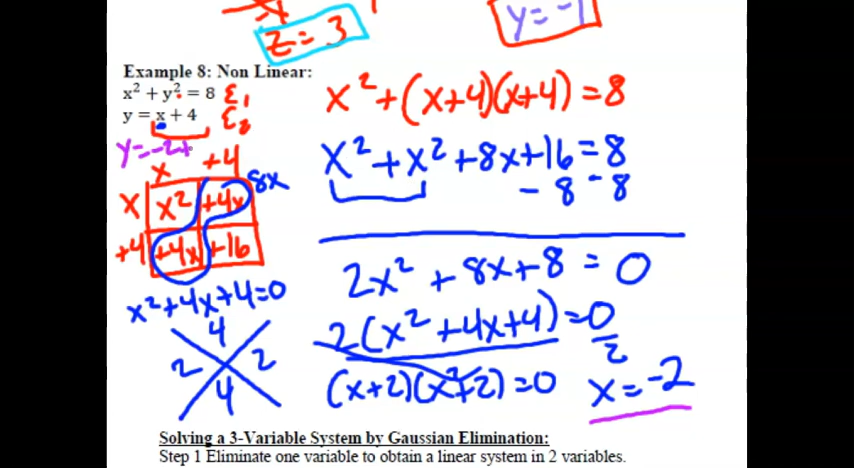 z = 3
y = -1
Example 8: Non Linear:
x² + y² = 8 ε₁
y = x + 4 ε₂
y = -2+
x +4
x x² +4x 8x
+4 +4x +16
x² + 4x + 4 = 0
4
2 2
4
x² + (x+4)(x+4) = 8
x² + x² + 8x + 16 = 8
- 8 - 8
2x² + 8x + 8 = 0
2(x² + 4x + 4) = 0
2
(x+2)(x+2) = 0
x = -2
Solving a 3-Variable System by Gaussian Elimination:
Step 1 Eliminate one variable to obtain a linear system in 2 variables.